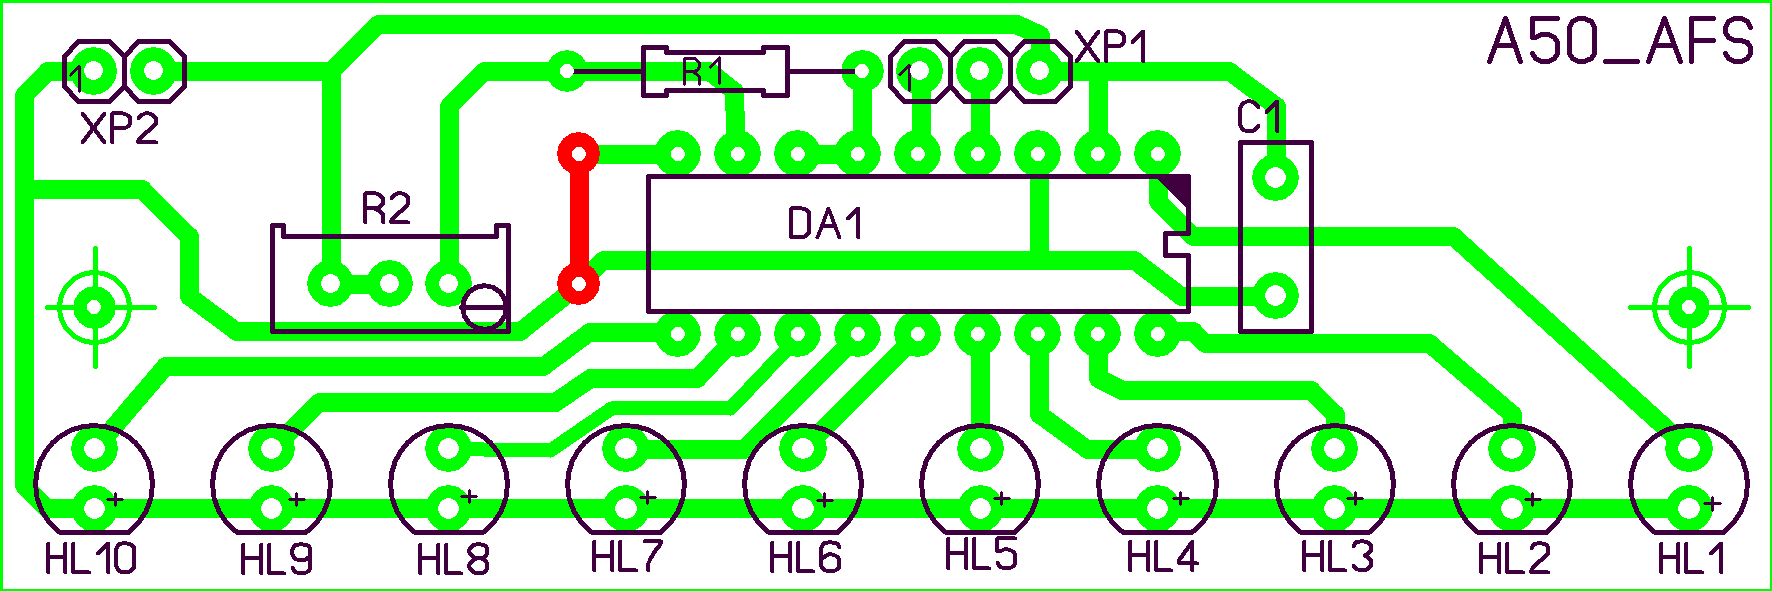 A50_AFS
XP1
1
R1
1
XP2
C1
R2
DA1
+ + + + + + + + + +
HL10 HL9 HL8 HL7 HL6 HL5 HL4 HL3 HL2 HL1